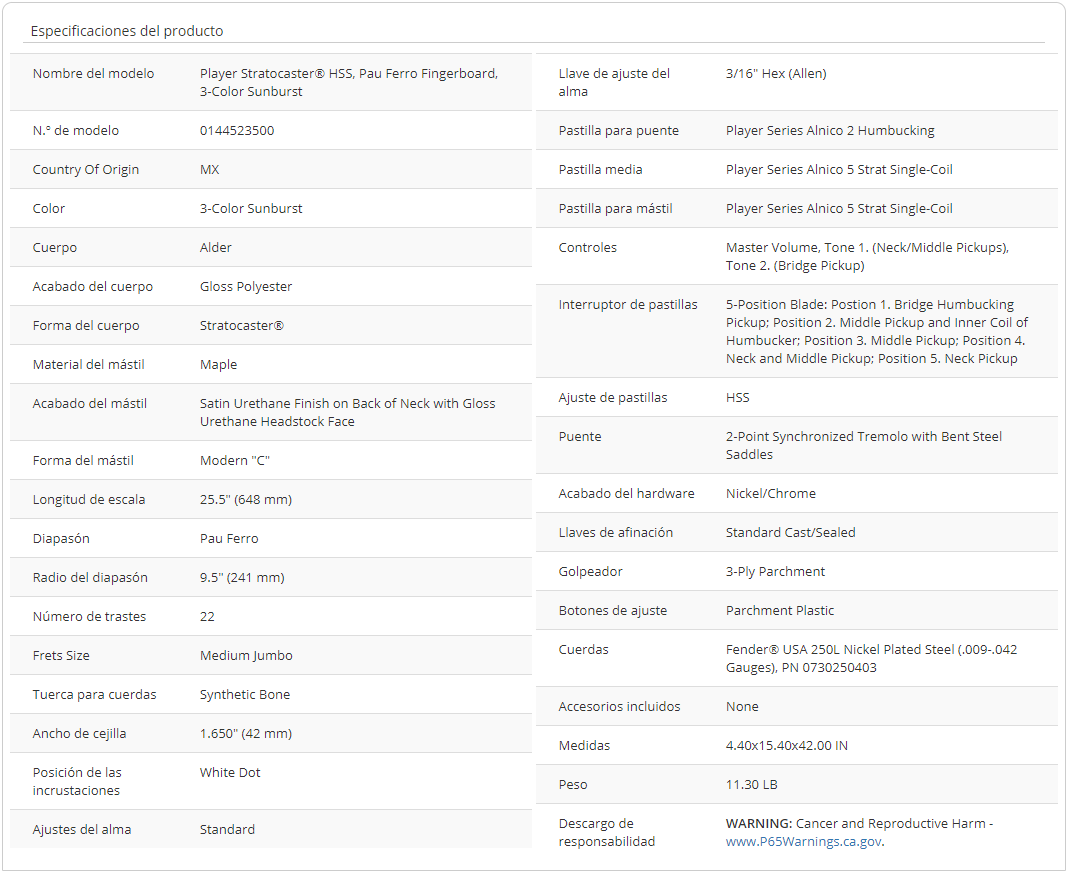 Especificaciones del producto
Nombre del modelo
Player Stratocaster® HSS, Pau Ferro Fingerboard,
3-Color Sunburst
N.° de modelo
0144523500
Country Of Origin
MX
Color
3-Color Sunburst
Cuerpo
Alder
Acabado del cuerpo
Gloss Polyester
Forma del cuerpo
Stratocaster®
Material del mástil
Maple
Acabado del mástil
Satin Urethane Finish on Back of Neck with Gloss
Urethane Headstock Face
Forma del mástil
Modern "C"
Longitud de escala
25.5" (648 mm)
Diapasón
Pau Ferro
Radio del diapasón
9.5" (241 mm)
Número de trastes
22
Frets Size
Medium Jumbo
Tuerca para cuerdas
Synthetic Bone
Ancho de cejilla
1.650" (42 mm)
Posición de las
incrustaciones
White Dot
Ajustes del alma
Standard
Llave de ajuste del
alma
3/16" Hex (Allen)
Pastilla para puente
Player Series Alnico 2 Humbucking
Pastilla media
Player Series Alnico 5 Strat Single-Coil
Pastilla para mástil
Player Series Alnico 5 Strat Single-Coil
Controles
Master Volume, Tone 1. (Neck/Middle Pickups),
Tone 2. (Bridge Pickup)
Interruptor de pastillas
5-Position Blade: Postion 1. Bridge Humbucking
Pickup; Position 2. Middle Pickup and Inner Coil of
Humbucker; Position 3. Middle Pickup; Position 4.
Neck and Middle Pickup; Position 5. Neck Pickup
Ajuste de pastillas
HSS
Puente
2-Point Synchronized Tremolo with Bent Steel
Saddles
Acabado del hardware
Nickel/Chrome
Llaves de afinación
Standard Cast/Sealed
Golpeador
3-Ply Parchment
Botones de ajuste
Parchment Plastic
Cuerdas
Fender® USA 250L Nickel Plated Steel (.009-.042
Gauges), PN 0730250403
Accesorios incluidos
None
Medidas
4.40x15.40x42.00 IN
Peso
11.30 LB
Descargo de
responsabilidad
WARNING: Cancer and Reproductive Harm -
www.P65Warnings.ca.gov.